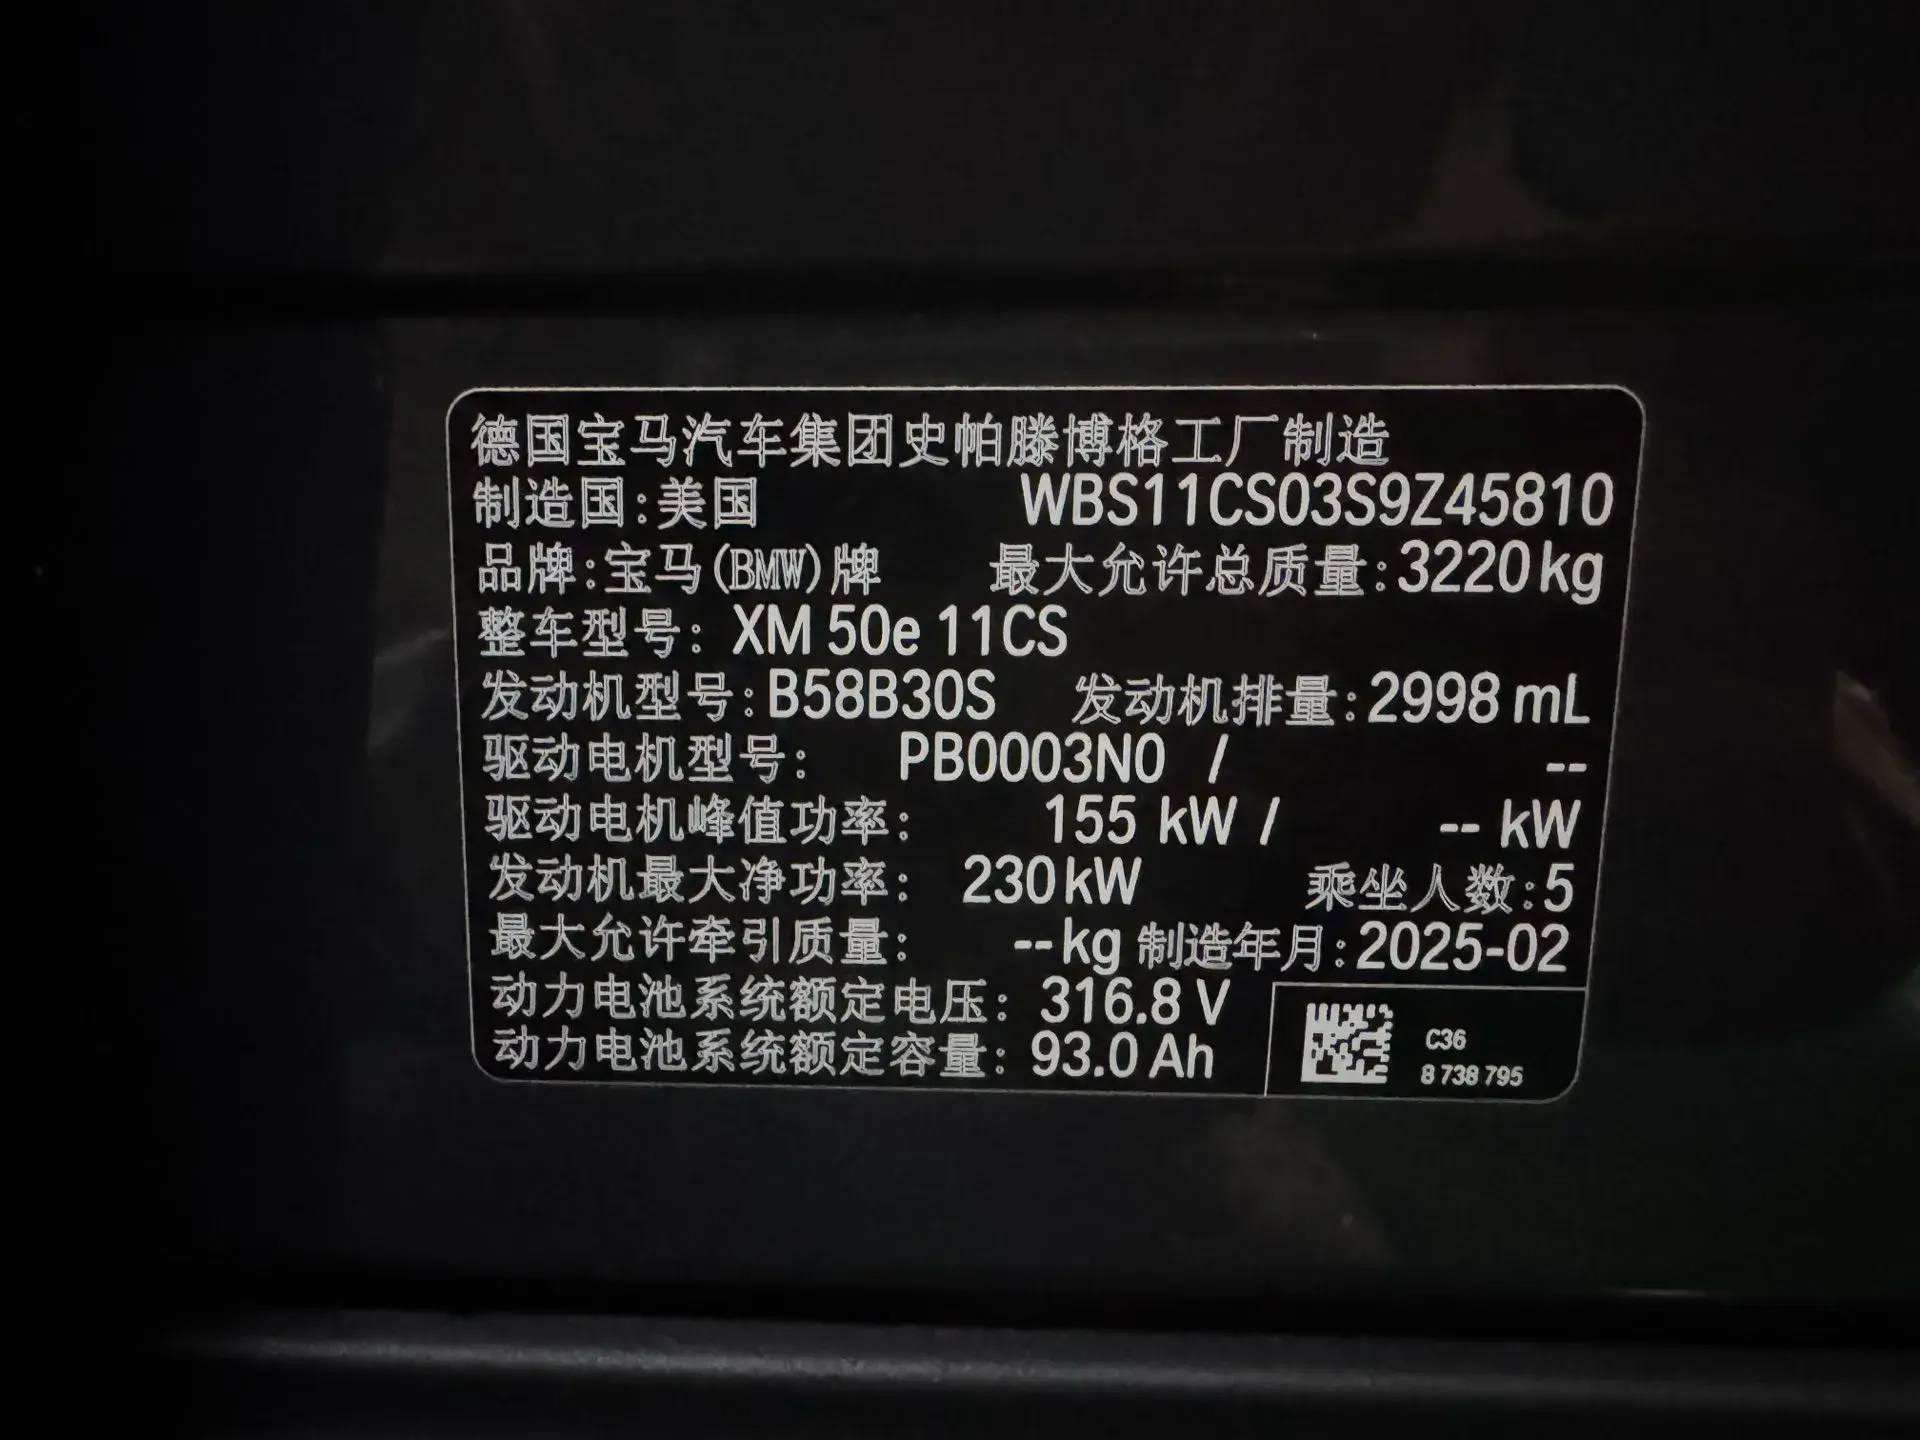 德国宝马汽车集团史帕滕博格工厂制造
制造国:美国 WBS11CS03S9Z45810
品牌:宝马(BMW)牌 最大允许总质量:3220kg
整车型号: XM 50e 11CS
发动机型号:B58B30S 发动机排量:2998 mL
驱动电机型号: PB0003N0 / --
驱动电机峰值功率: 155 kW / -- kW
发动机最大净功率: 230kW 乘坐人数:5
最大允许牵引质量: --kg 制造年月:2025-02
动力电池系统额定电压: 316.8 V
动力电池系统额定容量: 93.0 Ah
C36
8 738 795